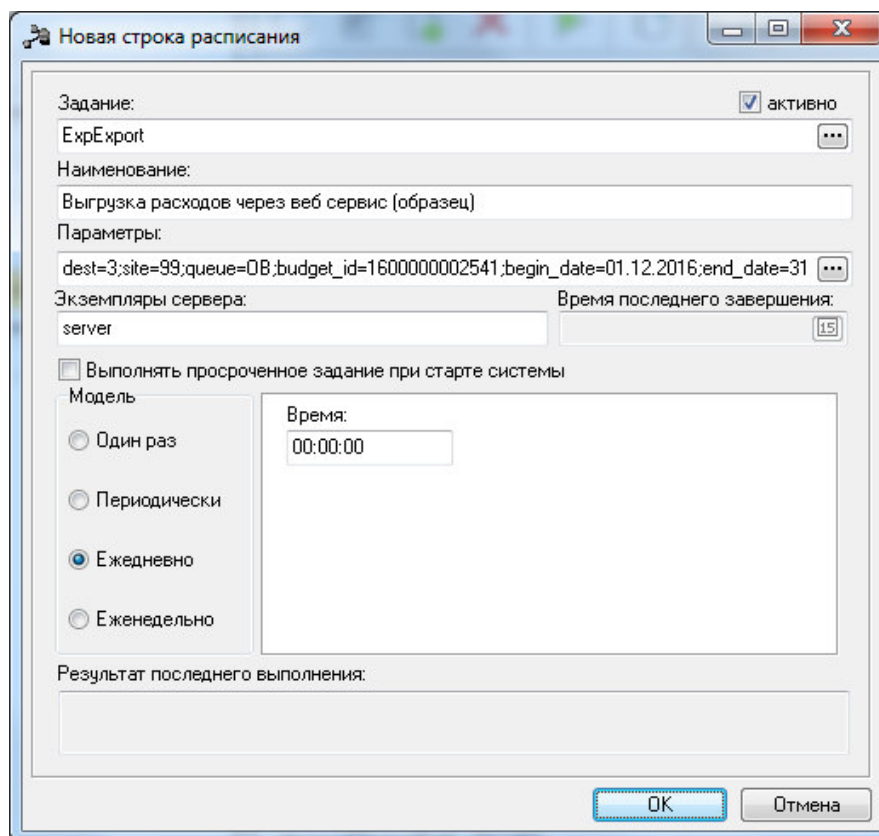 Новая строка расписания
Задание:
активно
ExpExport
Наименование:
Выгрузка расходов через веб сервис (образец)
Параметры:
dest=3;site=99;queue=OB;budget_id=1600000002541;begin_date=01.12.2016;end_date=31
Экземпляры сервера:
Время последнего завершения:
server
15
Выполнять просроченное задание при старте системы
Модель
Время:
Один раз
00:00:00
Периодически
Ежедневно
Еженедельно
Результат последнего выполнения:
OK
Отмена